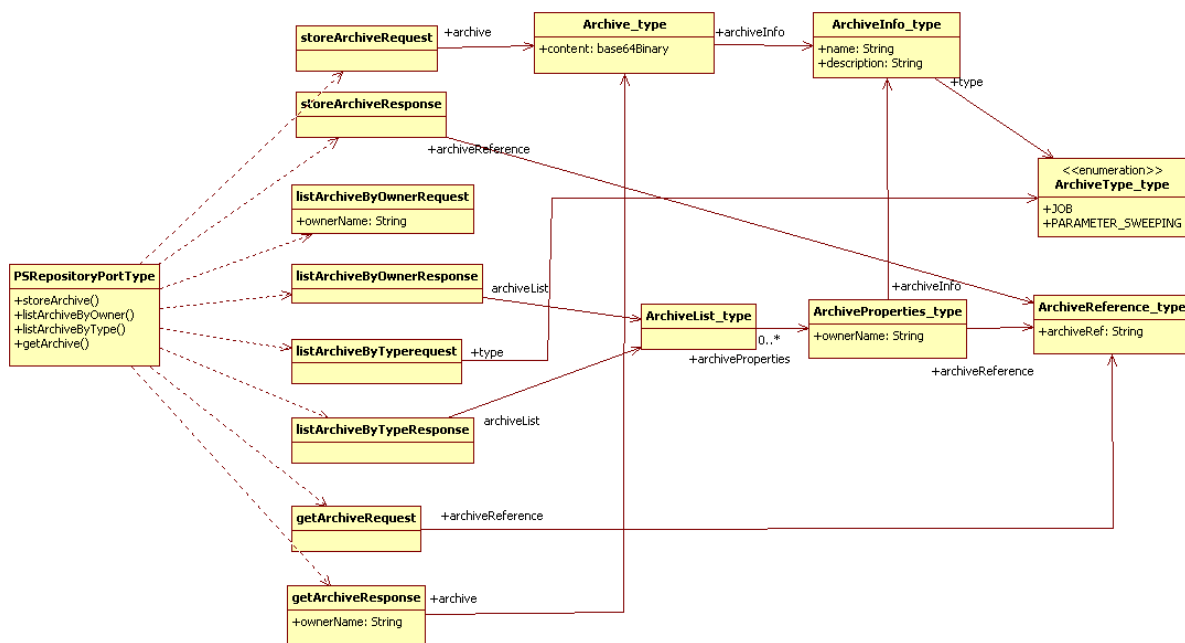 storeArchiveRequest
+archive
Archive_type
+content: base64Binary
+archiveInfo
ArchiveInfo_type
+name: String
+description: String
+type
storeArchiveResponse
+archiveReference
<<enumeration>>
ArchiveType_type
+JOB
+PARAMETER_SWEEPING
listArchiveByOwnerRequest
+ownerName: String
PSRepositoryPortType
+storeArchive()
+listArchiveByOwner()
+listArchiveByType()
+getArchive()
listArchiveByOwnerResponse
archiveList
ArchiveList_type
0..*
+archiveProperties
+archiveInfo
ArchiveProperties_type
+ownerName: String
+archiveReference
ArchiveReference_type
+archiveRef: String
listArchiveByTyperequest
+type
listArchiveByTypeResponse
archiveList
getArchiveRequest
+archiveReference
getArchiveResponse
+ownerName: String
+archive